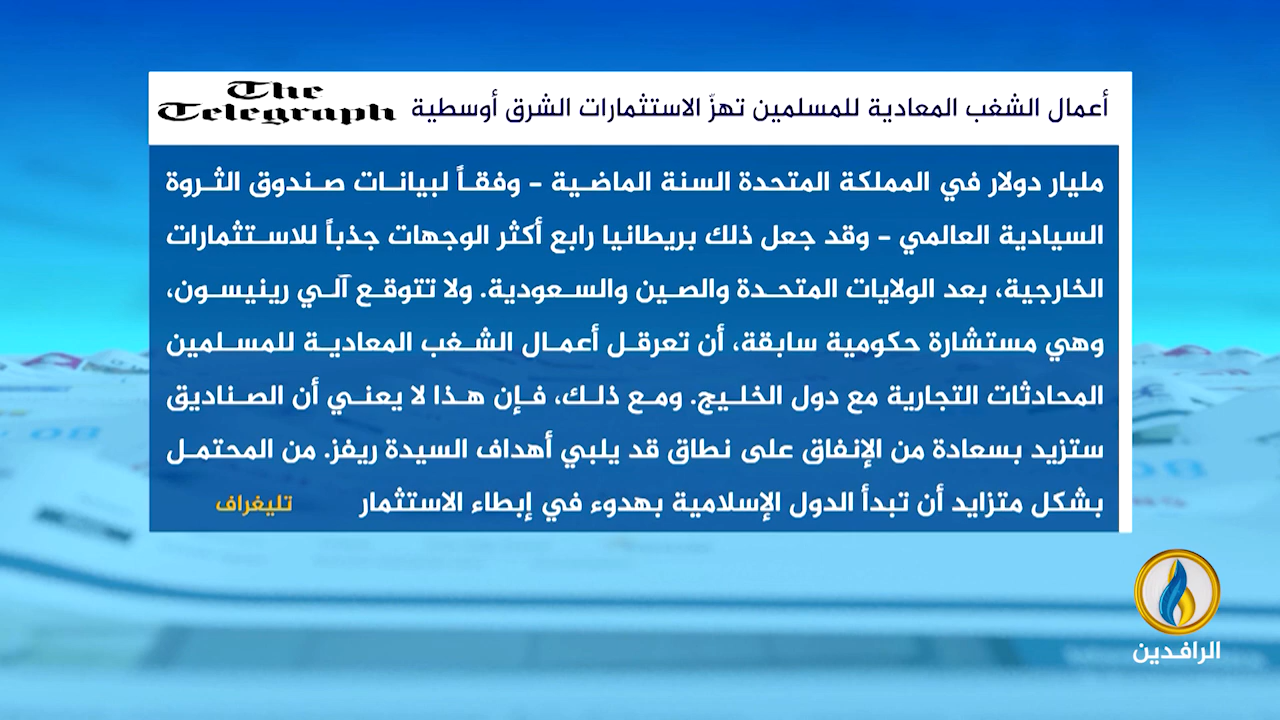 The
Telegraph
أعمال الشغب المعادية للمسلمين تهزّ الاستثمارات الشرق أوسطية
مليار دولار في المملكة المتحدة السنة الماضية - وفقاً لبيانات صندوق الثروة
السيادية العالمي - وقد جعل ذلك بريطانيا رابع أكثر الوجهات جذباً للاستثمارات
الخارجية، بعد الولايات المتحدة والصين والسعودية. ولا تتوقع آلي رينيسون،
وهي مستشارة حكومية سابقة، أن تعرقل أعمال الشغب المعادية للمسلمين
المحادثات التجارية مع دول الخليج. ومع ذلك، فإن هذا لا يعني أن الصناديق
ستزيد بسعادة من الإنفاق على نطاق قد يلبي أهداف السيدة ريفز. من المحتمل
بشكل متزايد أن تبدأ الدول الإسلامية بهدوء في إبطاء الاستثمار
تليغراف
الرافدين